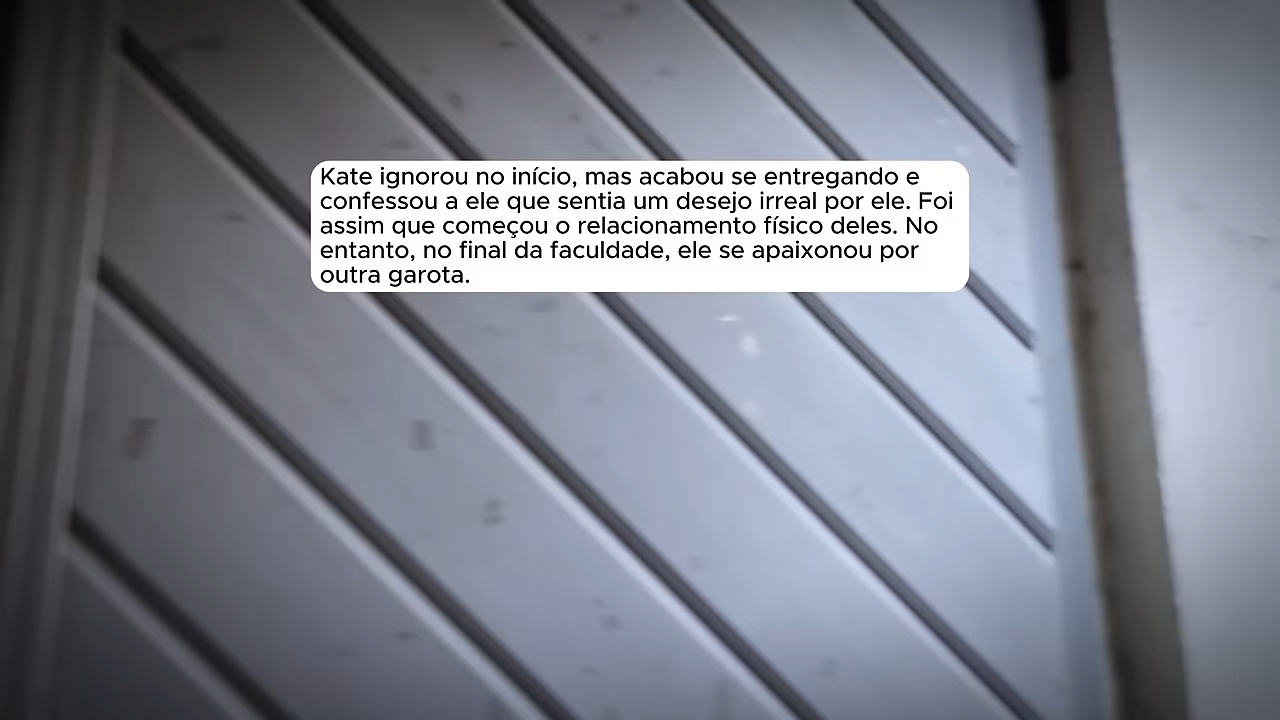 Kate ignorou no início, mas acabou se entregando e
confessou a ele que sentia um desejo irreal por ele. Foi
assim que começou o relacionamento físico deles. No
entanto, no final da faculdade, ele se apaixonou por
outra garota.